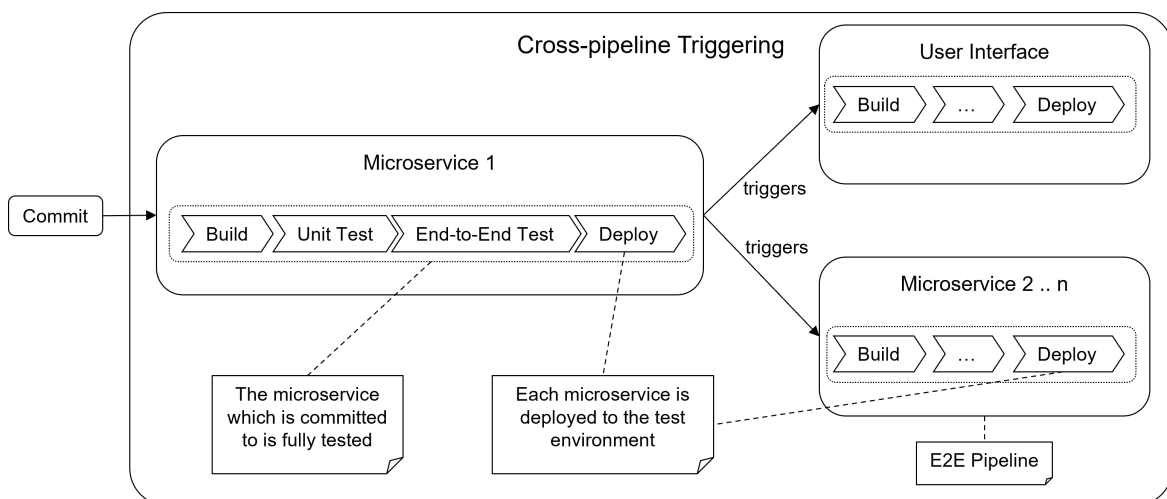 Cross-pipeline Triggering
User Interface
Build
...
Deploy
Microservice 1
Commit
Build
Unit Test
End-to-End Test
Deploy
triggers
triggers
Microservice 2 .. n
Build
...
Deploy
The microservice
which is committed
to is fully tested
Each microservice is
deployed to the test
environment
E2E Pipeline